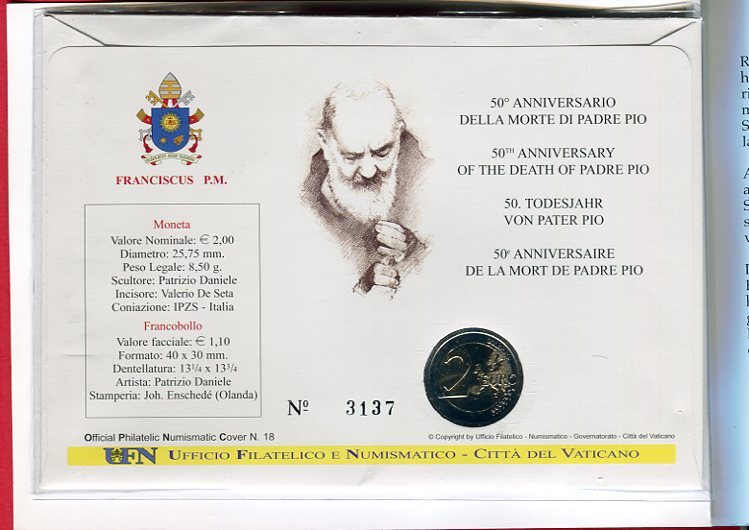 FRANCISCUS P.M.
Moneta
Valore Nominale: € 2,00
Diametro: 25,75 mm.
Peso Legale: 8,50 g.
Scultore: Patrizio Daniele
Incisore: Valerio De Seta
Coniazione: IPZS - Italia
Francobollo
Valore facciale: € 1,10
Formato: 40 x 30 mm.
Dentellatura: 13¼ x 13¾
Artista: Patrizio Daniele
Stamperia: Joh. Enschedé (Olanda)
50° ANNIVERSARIO
DELLA MORTE DI PADRE PIO
50TH ANNIVERSARY
OF THE DEATH OF PADRE PIO
50. TODESJAHR
VON PATER PIO
50e ANNIVERSAIRE
DE LA MORT DE PADRE PIO
2
Nº 3137
Official Philatelic Numismatic Cover N. 18
© Copyright by Ufficio Filatelico - Numismatico - Governatorato - Città del Vaticano
UFN UFFICIO FILATELICO E NUMISMATICO - CITTÀ DEL VATICANO